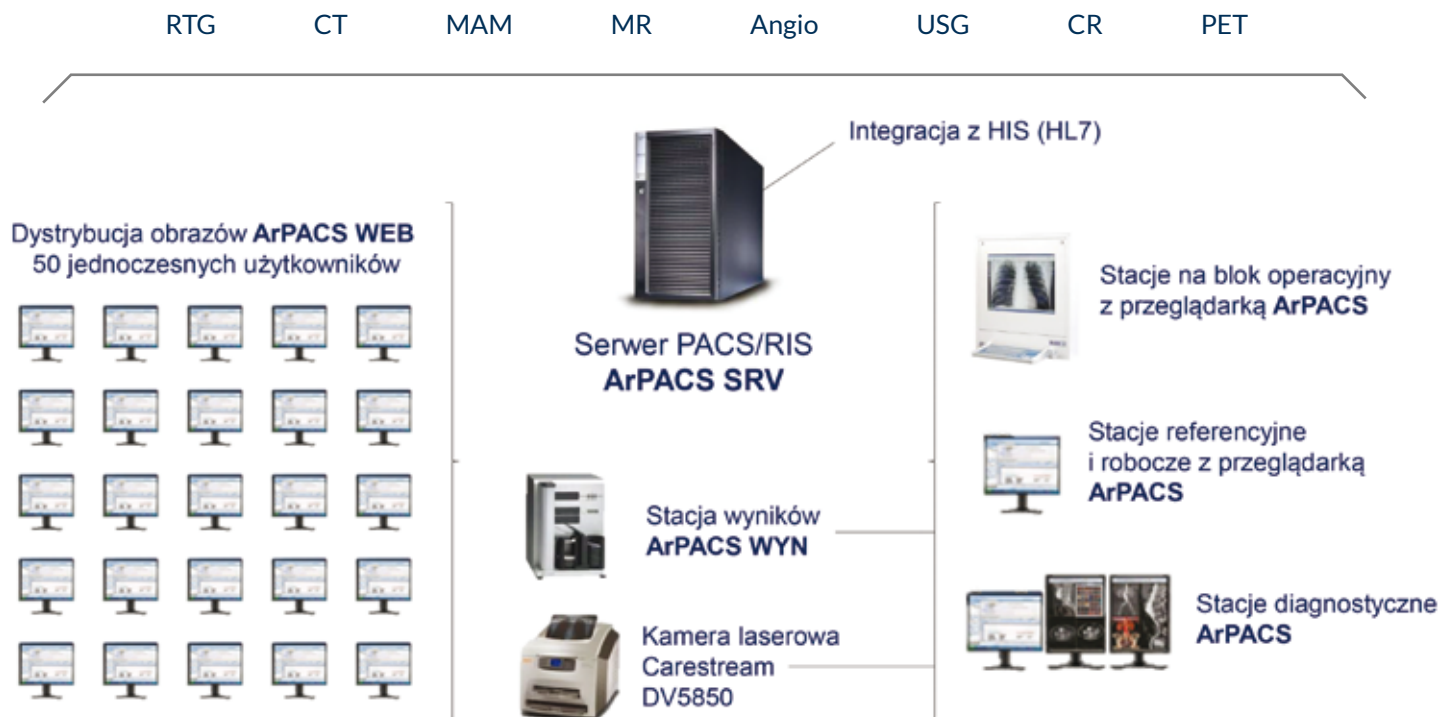 RTG CT MAM MR Angio USG CR PET
Integracja z HIS (HL7)
Dystrybucja obrazów ArPACS WEB
50 jednoczesnych użytkowników
Serwer PACS/RIS
ArPACS SRV
Stacja wyników
ArPACS WYN
Kamera laserowa
Carestream
DV5850
Stacje na blok operacyjny
z przeglądarką ArPACS
Stacje referencyjne
i robocze z przeglądarką
ArPACS
Stacje diagnostyczne
ArPACS